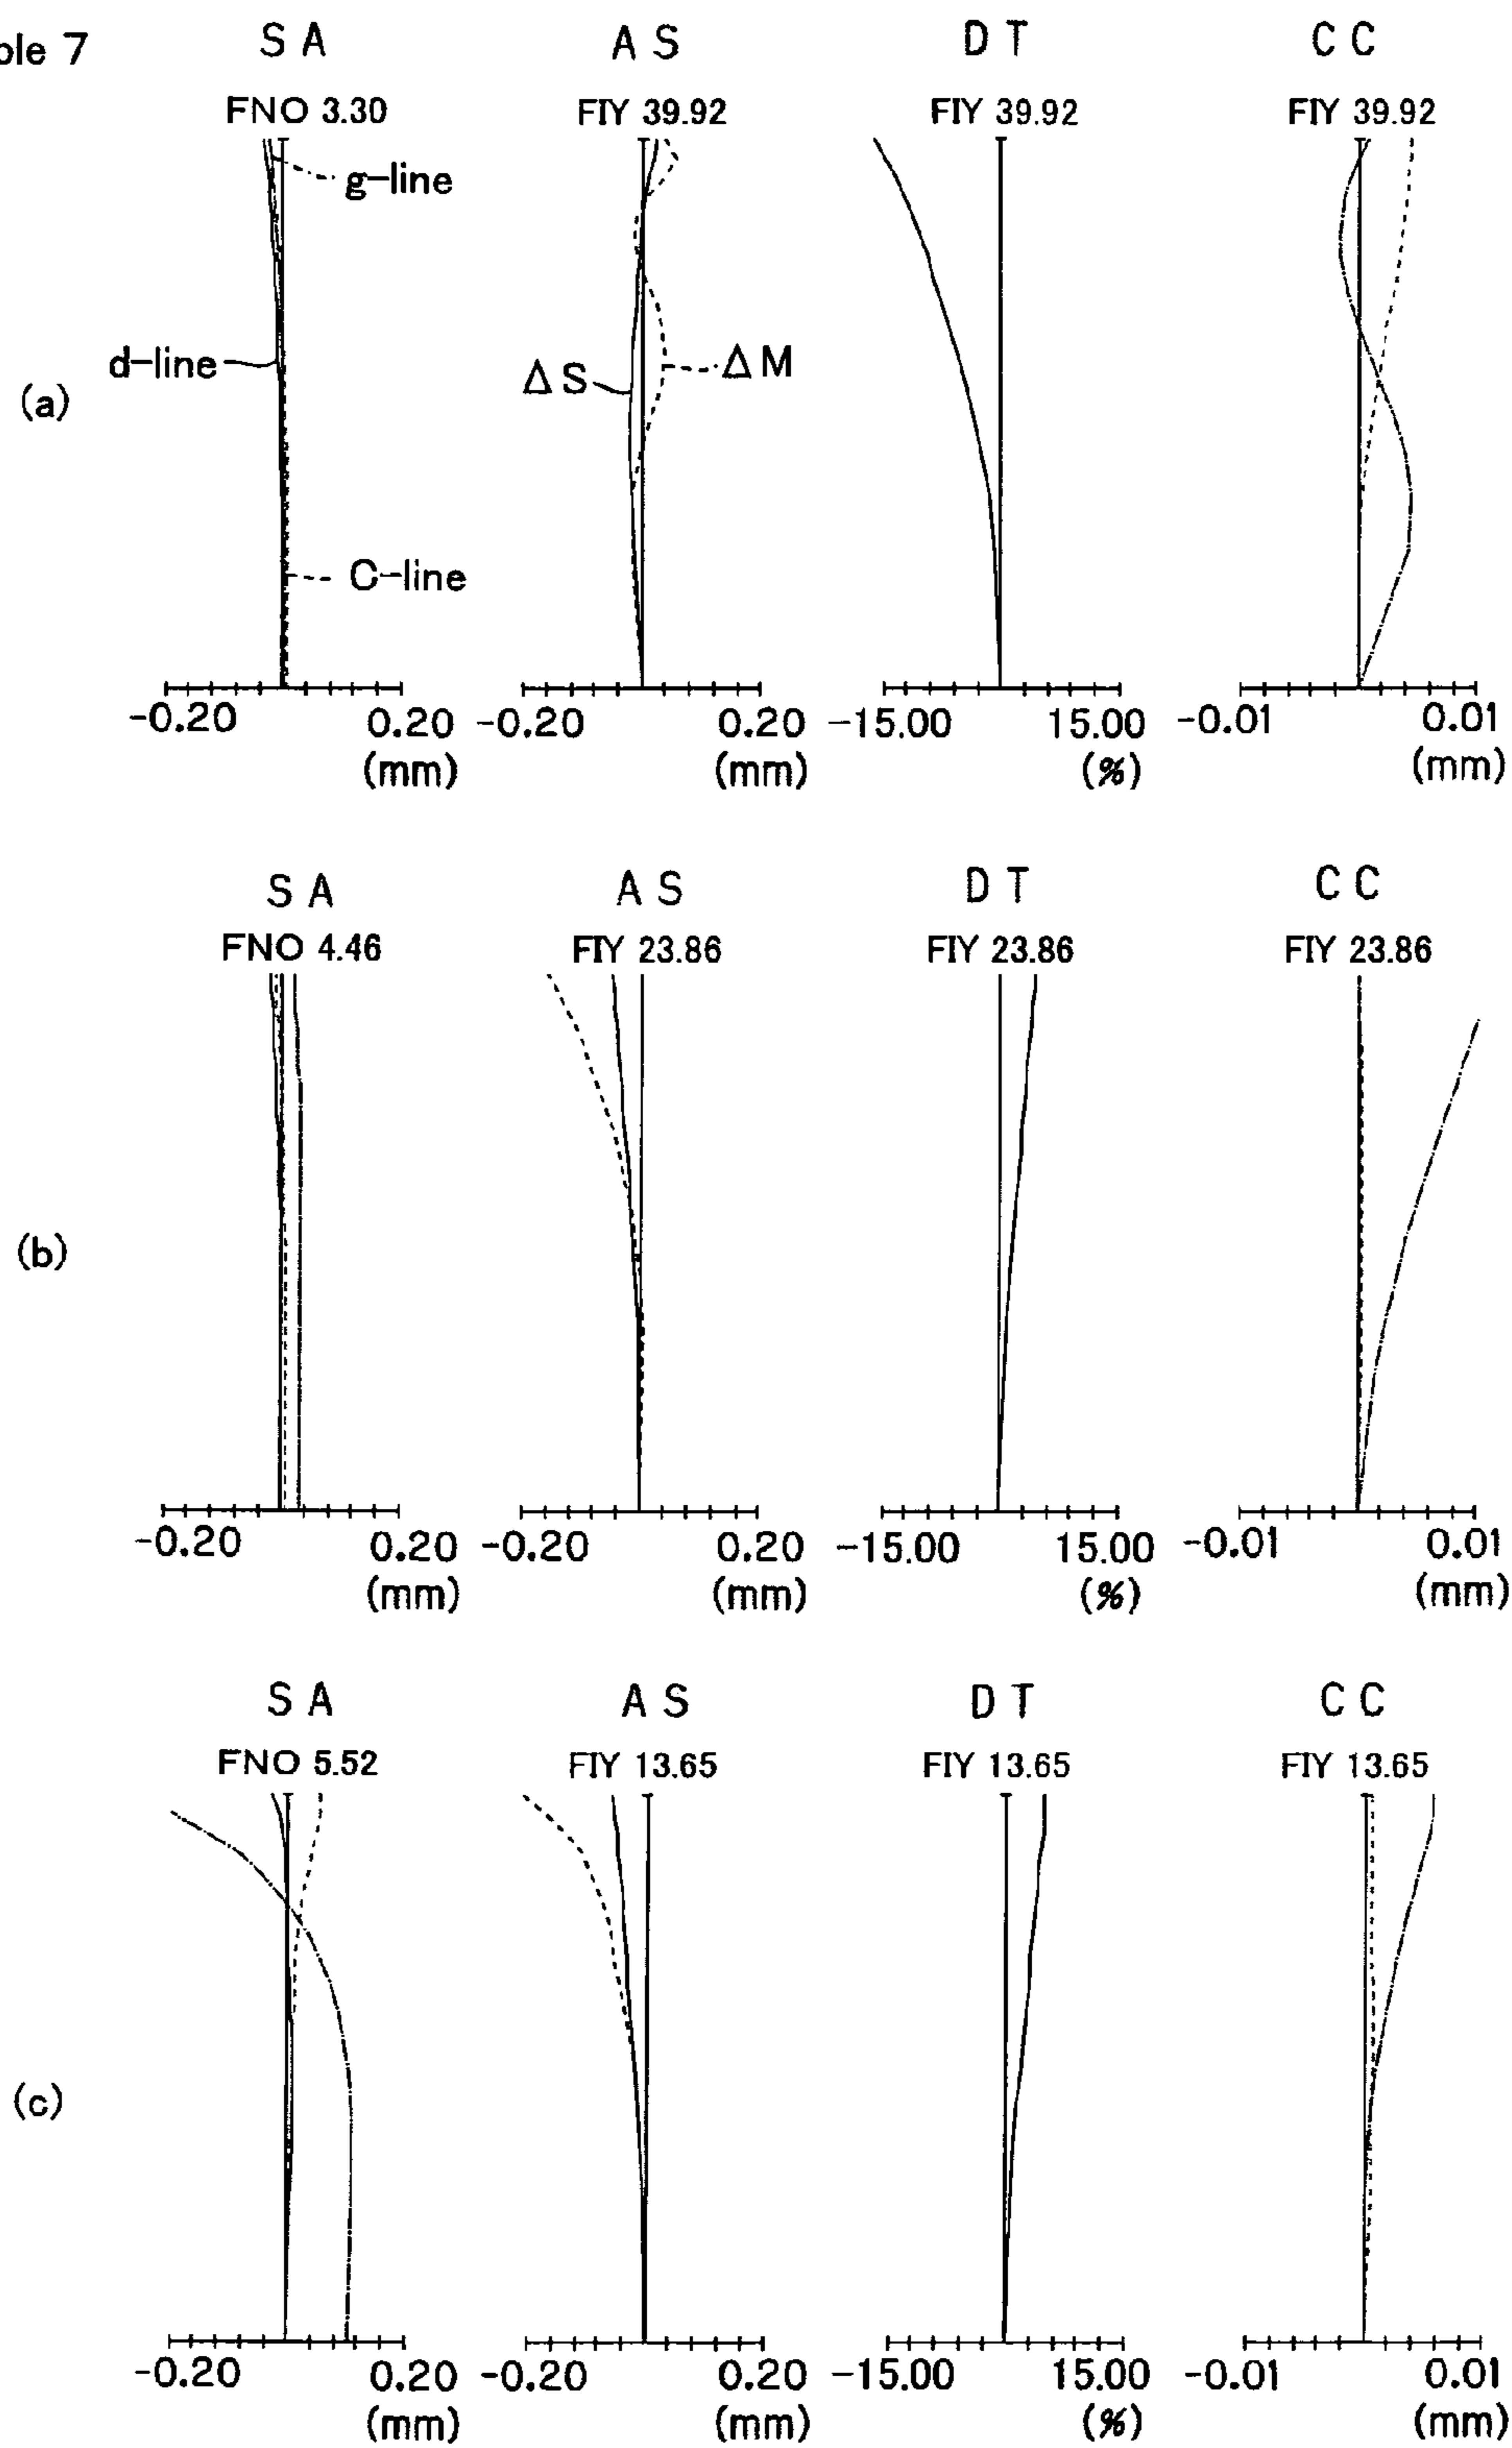 ble 7
S A A S D T C C
FNO 3.30 FIY 39.92 FIY 39.92 FIY 39.92
g-line
d-line
ΔS ΔM
(a)
C-line
-0.20 0.20 -0.20 0.20 -15.00 15.00 -0.01 0.01
(mm) (mm) (%) (mm)
S A A S D T C C
FNO 4.46 FIY 23.86 FIY 23.86 FIY 23.86
(b)
-0.20 0.20 -0.20 0.20 -15.00 15.00 -0.01 0.01
(mm) (mm) (%) (mm)
S A A S D T C C
FNO 5.52 FIY 13.65 FIY 13.65 FIY 13.65
(c)
-0.20 0.20 -0.20 0.20 -15.00 15.00 -0.01 0.01
(mm) (mm) (%) (mm)